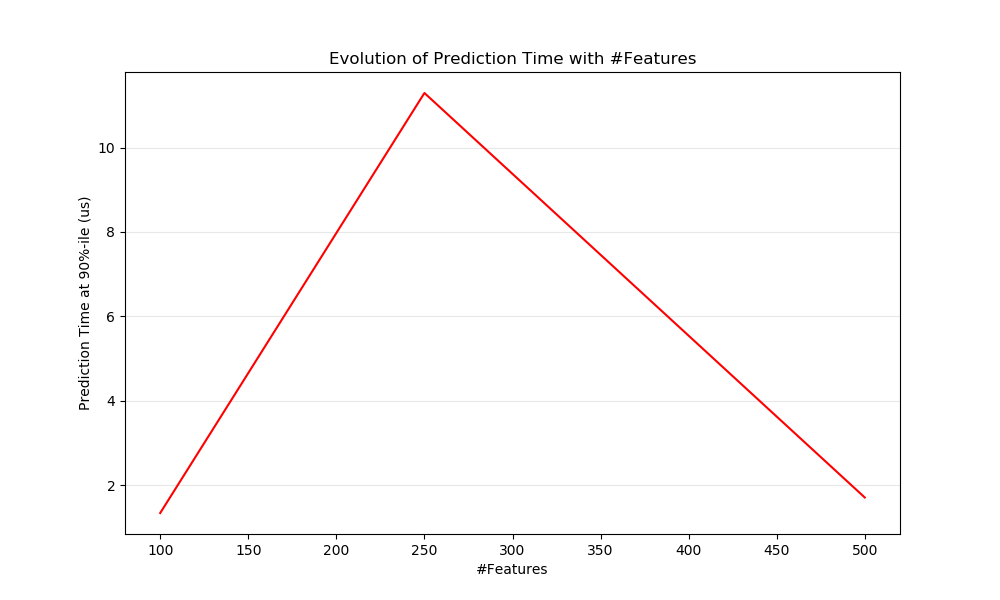 Evolution of Prediction Time with #Features
10
8
6
4
2
Prediction Time at 90%-ile (us)
100 150 200 250 300 350 400 450 500
#Features